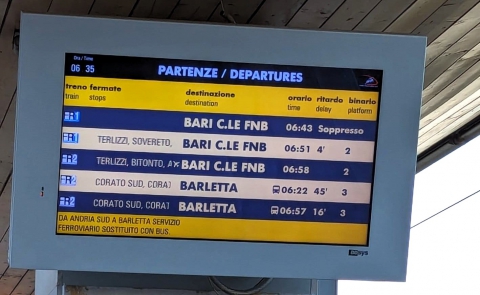 Ora / Time
06 35
PARTENZE / DEPARTURES
treno fermate destinazione orario ritardo binario
train stops destination time delay platform
BARI C.LE FNB 06:43 Soppresso
TERLIZZI, SOVERETO, BARI C.LE FNB 06:51 4' 2
TERLIZZI, BITONTO, BARI C.LE FNB 06:58 2
CORATO SUD, CORAT BARLETTA 06:22 45' 3
CORATO SUD, CORAT BARLETTA 06:57 16' 3
DA ANDRIA SUD A BARLETTA SERVIZIO
FERROVIARIO SOSTITUITO CON BUS.